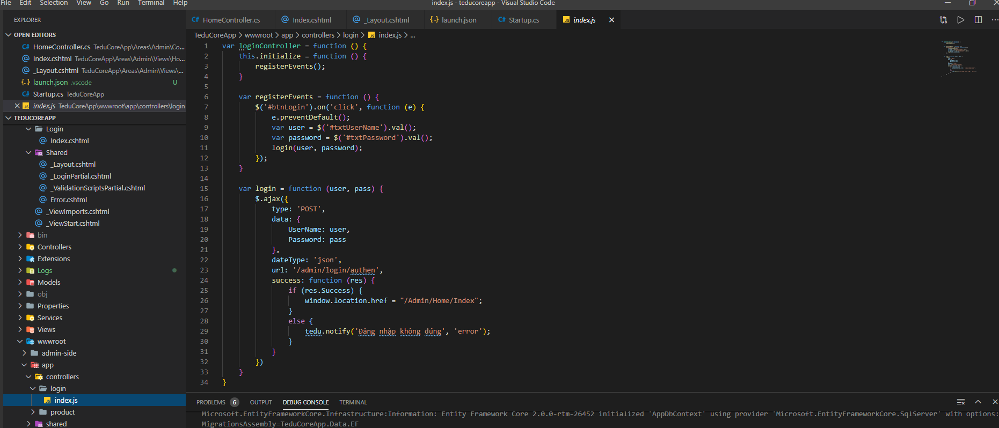 File Edit Selection View Go Run Terminal Help
index.js - teducoreapp - Visual Studio Code
EXPLORER
OPEN EDITORS
HomeController.cs TeduCoreApp\Areas\Admin\Co...
Index.cshtml TeduCoreApp\Areas\Admin\Views\Ho...
_Layout.cshtml TeduCoreApp\Areas\Admin\Views\...
launch.json .vscode U
Startup.cs TeduCoreApp
index.js TeduCoreApp\wwwroot\app\controllers\login
TEDUCOREAPP
Login
Index.cshtml
Shared
_Layout.cshtml
_LoginPartial.cshtml
_ValidationScriptsPartial.cshtml
Error.cshtml
_ViewImports.cshtml
_ViewStart.cshtml
bin
Controllers
Extensions
Logs
Models
obj
Properties
Services
Views
wwwroot
admin-side
app
controllers
login
index.js
product
shared
HomeController.cs Index.cshtml _Layout.cshtml launch.json Startup.cs index.js
TeduCoreApp > wwwroot > app > controllers > login > index.js > ...
1 var loginController = function () {
2 this.initialize = function () {
3 registerEvents();
4 }
5
6 var registerEvents = function () {
7 $('#btnLogin').on('click', function (e) {
8 e.preventDefault();
9 var user = $('#txtUserName').val();
10 var password = $('#txtPassword').val();
11 login(user, password);
12 });
13 }
14
15 var login = function (user, pass) {
16 $.ajax({
17 type: 'POST',
18 data: {
19 UserName: user,
20 Password: pass
21 },
22 dateType: 'json',
23 url: '/admin/login/authen',
24 success: function (res) {
25 if (res.Success) {
26 window.location.href = "/Admin/Home/Index";
27 }
28 else {
29 tedu.notify('Đăng nhập không đúng', 'error');
30 }
31 }
32 })
33 }
34 }
PROBLEMS 6 OUTPUT DEBUG CONSOLE TERMINAL
Microsoft.EntityFrameworkCore.Infrastructure:Information: Entity Framework Core 2.0.0-rtm-26452 initialized 'AppDbContext' using provider 'Microsoft.EntityFrameworkCore.SqlServer' with options:
MigrationsAssembly=TeduCoreApp.Data.EF